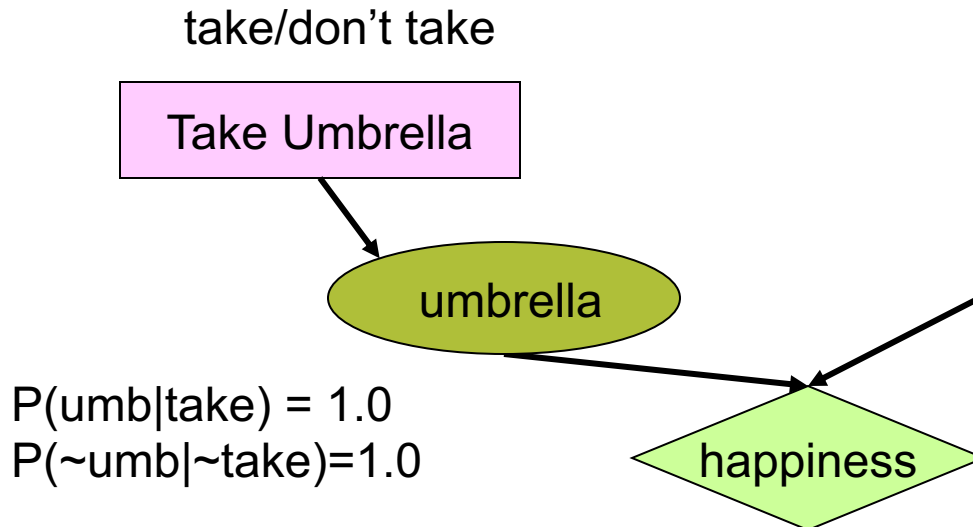 take/don’t take
Take Umbrella
umbrella
P(umb|take) = 1.0
P(~umb|~take)=1.0
happiness